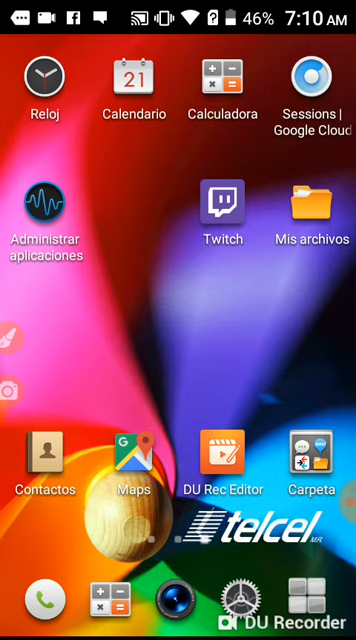 46% 7:10 AM
21
Reloj Calendario Calculadora Sessions |
Google Cloud
Administrar Twitch Mis archivos
aplicaciones
G
Contactos Maps DU Rec Editor Carpeta
telcel M.R.
DU Recorder